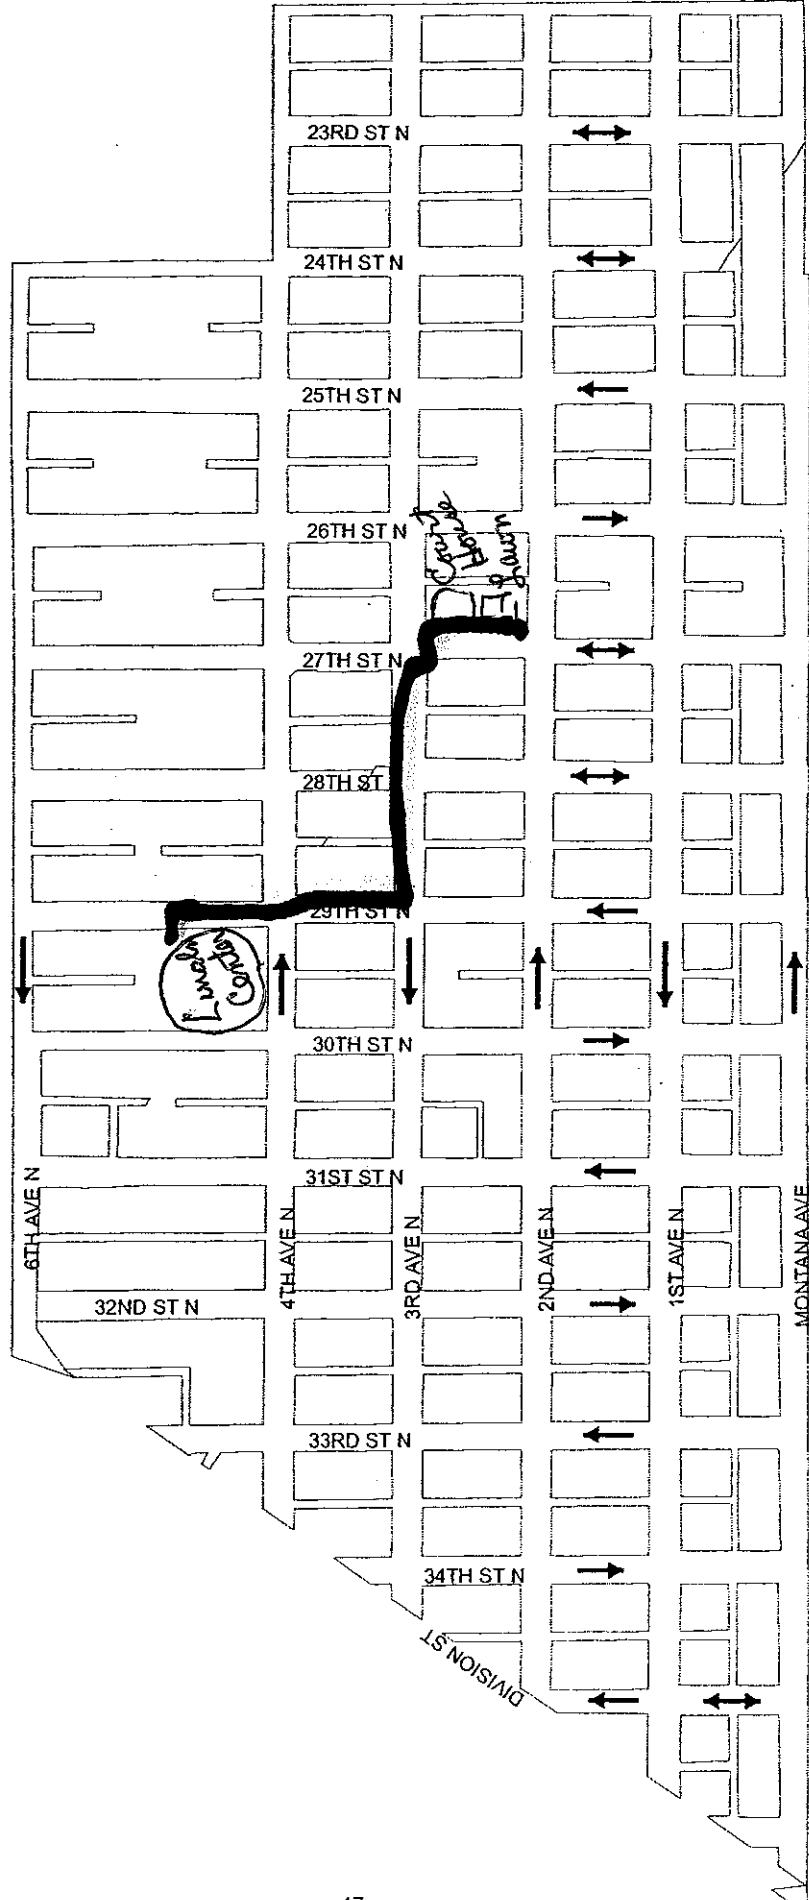 23RD ST N
24TH ST N
25TH ST N
26TH ST N
Court
House
Lawn
27TH ST N
28TH ST
29TH ST N
Lincoln
Center
30TH ST N
31ST ST N
6TH AVE N
4TH AVE N
3RD AVE N
2ND AVE N
1ST AVE N
MONTANA AVE
32ND ST N
33RD ST N
34TH ST N
DIVISION ST